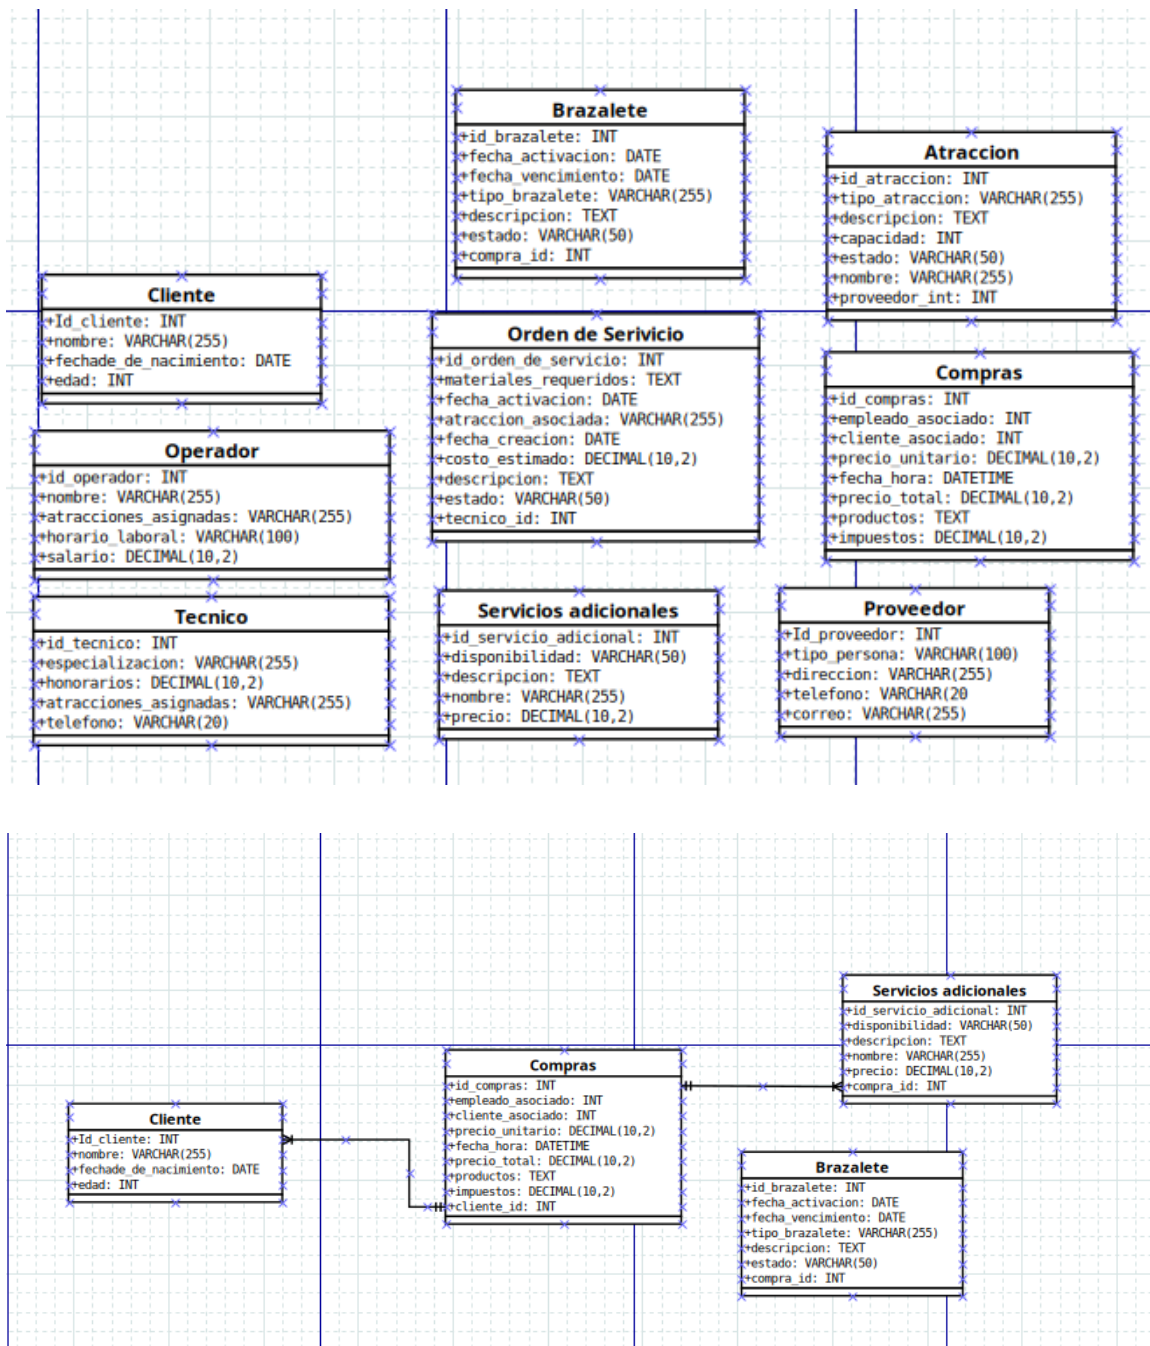 Brazalete
+id_brazalete: INT
+fecha_activacion: DATE
+fecha_vencimiento: DATE
+tipo_brazalete: VARCHAR(255)
+descripcion: TEXT
+estado: VARCHAR(50)
+compra_id: INT
Atraccion
+id_atraccion: INT
+tipo_atraccion: VARCHAR(255)
+descripcion: TEXT
+capacidad: INT
+estado: VARCHAR(50)
+nombre: VARCHAR(255)
+proveedor_int: INT
Cliente
+Id_cliente: INT
+nombre: VARCHAR(255)
+fechade_de_nacimiento: DATE
+edad: INT
Orden de Serivicio
+id_orden_de_servicio: INT
+materiales_requeridos: TEXT
+fecha_activacion: DATE
+atraccion_asociada: VARCHAR(255)
+fecha_creacion: DATE
+costo_estimado: DECIMAL(10,2)
+descripcion: TEXT
+estado: VARCHAR(50)
+tecnico_id: INT
Compras
+id_compras: INT
+empleado_asociado: INT
+cliente_asociado: INT
+precio_unitario: DECIMAL(10,2)
+fecha_hora: DATETIME
+precio_total: DECIMAL(10,2)
+productos: TEXT
+impuestos: DECIMAL(10,2)
Operador
+id_operador: INT
+nombre: VARCHAR(255)
+atracciones_asignadas: VARCHAR(255)
+horario_laboral: VARCHAR(100)
+salario: DECIMAL(10,2)
Tecnico
+id_tecnico: INT
+especializacion: VARCHAR(255)
+honorarios: DECIMAL(10,2)
+atracciones_asignadas: VARCHAR(255)
+telefono: VARCHAR(20)
Servicios adicionales
+id_servicio_adicional: INT
+disponibilidad: VARCHAR(50)
+descripcion: TEXT
+nombre: VARCHAR(255)
+precio: DECIMAL(10,2)
Proveedor
+Id_proveedor: INT
+tipo_persona: VARCHAR(100)
+direccion: VARCHAR(255)
+telefono: VARCHAR(20
+correo: VARCHAR(255)
Servicios adicionales
+id_servicio_adicional: INT
+disponibilidad: VARCHAR(50)
+descripcion: TEXT
+nombre: VARCHAR(255)
+precio: DECIMAL(10,2)
+compra_id: INT
Compras
+id_compras: INT
+empleado_asociado: INT
+cliente_asociado: INT
+precio_unitario: DECIMAL(10,2)
+fecha_hora: DATETIME
+precio_total: DECIMAL(10,2)
+productos: TEXT
+impuestos: DECIMAL(10,2)
+cliente_id: INT
Cliente
+Id_cliente: INT
+nombre: VARCHAR(255)
+fechade_de_nacimiento: DATE
+edad: INT
Brazalete
+id_brazalete: INT
+fecha_activacion: DATE
+fecha_vencimiento: DATE
+tipo_brazalete: VARCHAR(255)
+descripcion: TEXT
+estado: VARCHAR(50)
+compra_id: INT